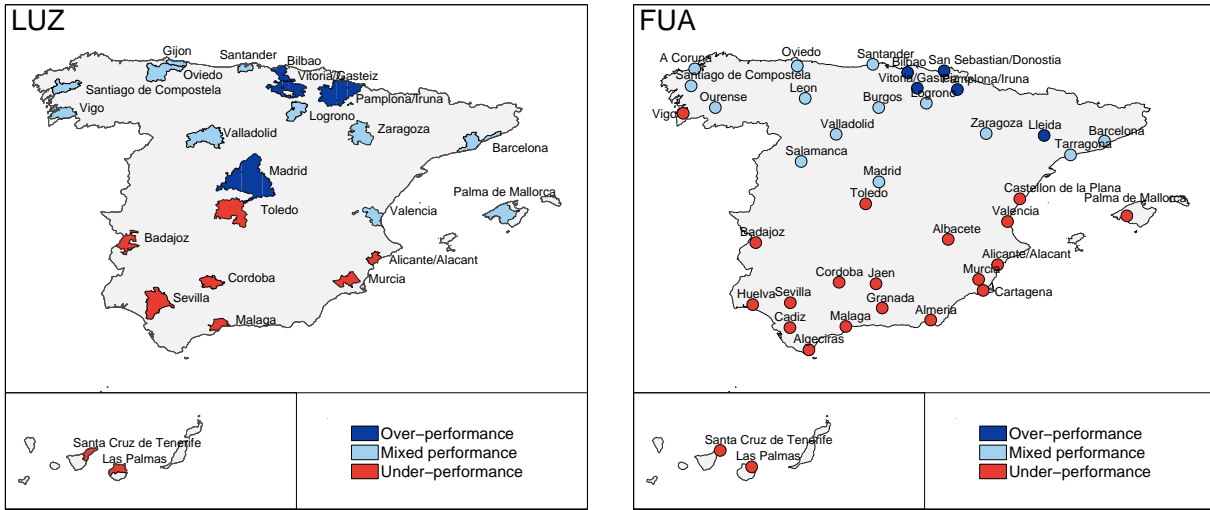 LUZ
Gijon
Santander
Bilbao
Oviedo
Vitoria/Gasteiz
Santiago de Compostela
Pamplona/Iruna
Vigo
Logrono
Valladolid
Zaragoza
Barcelona
Madrid
Palma de Mallorca
Toledo
Valencia
Badajoz
Alicante/Alacant
Cordoba
Murcia
Sevilla
Malaga
Santa Cruz de Tenerife
Las Palmas
Over-performance
Mixed performance
Under-performance
FUA
Oviedo
Santander
A Coruna
Bilbao
San Sebastian/Donostia
Santiago de Compostela
Vitoria/Gasteiz
Pamplona/Iruna
Leon
Logrono
Ourense
Burgos
Vigo
Valladolid
Zaragoza
Lleida
Barcelona
Tarragona
Salamanca
Madrid
Toledo
Castellon de la Plana
Palma de Mallorca
Valencia
Badajoz
Albacete
Alicante/Alacant
Cordoba
Jaen
Murcia
Huelva
Sevilla
Cartagena
Granada
Cadiz
Malaga
Almeria
Algeciras
Santa Cruz de Tenerife
Las Palmas
Over-performance
Mixed performance
Under-performance